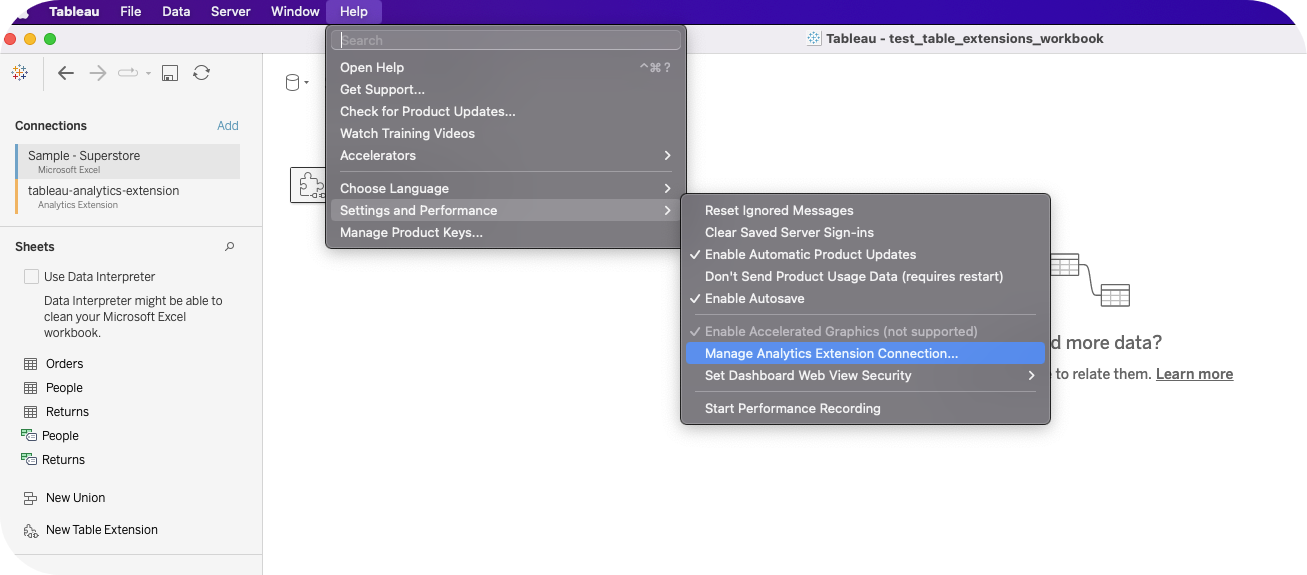 Tableau File Data Server Window Help
Tableau - test_table_extensions_workbook
Search
Open Help ^⌘?
Get Support...
Check for Product Updates...
Watch Training Videos
Accelerators
Choose Language
Settings and Performance
Manage Product Keys...
Reset Ignored Messages
Clear Saved Server Sign-ins
Enable Automatic Product Updates
Don't Send Product Usage Data (requires restart)
Enable Autosave
Enable Accelerated Graphics (not supported)
Manage Analytics Extension Connection...
Set Dashboard Web View Security
Start Performance Recording
Connections Add
Sample - Superstore
Microsoft Excel
tableau-analytics-extension
Analytics Extension
Sheets
Use Data Interpreter
Data Interpreter might be able to
clean your Microsoft Excel
workbook.
Orders
People
Returns
People
Returns
New Union
New Table Extension
d more data?
to relate them. Learn more